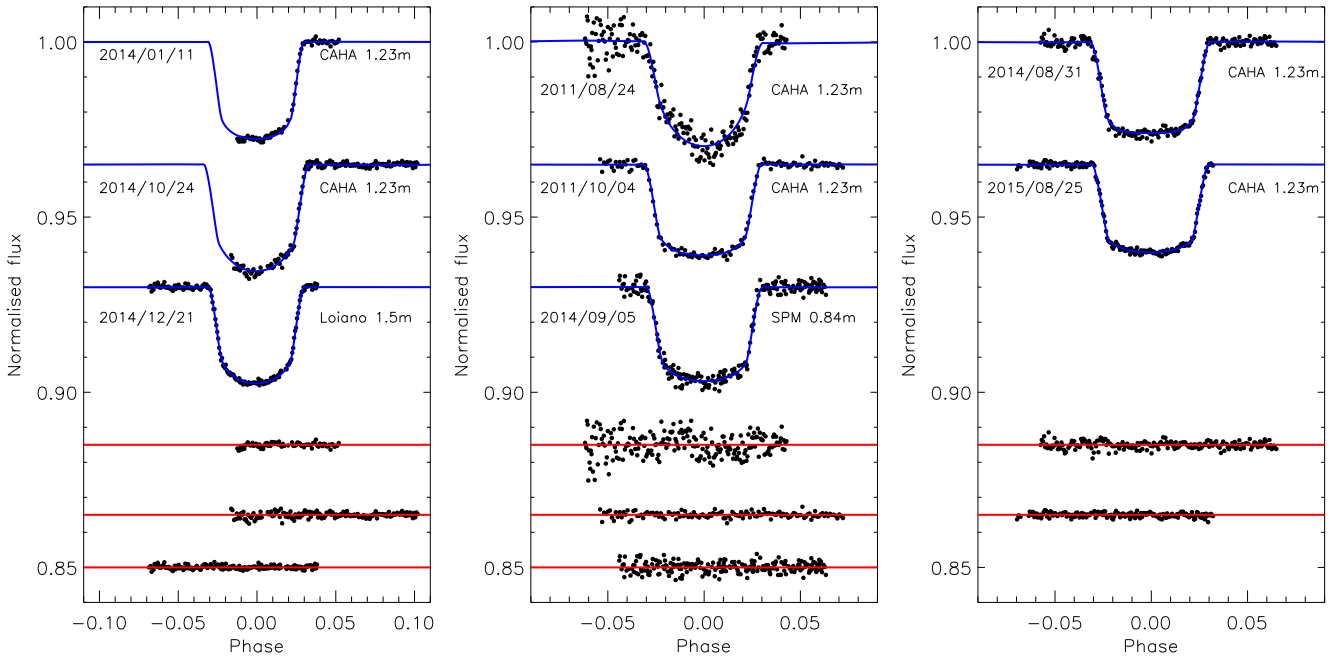 1.00
2014/01/11 CAHA 1.23m
2014/10/24 CAHA 1.23m
0.95
2014/12/21 Loiano 1.5m
0.90
0.85
Normalised flux
−0.10 −0.05 0.00 0.05 0.10
Phase
1.00
2011/08/24 CAHA 1.23m
2011/10/04 CAHA 1.23m
0.95
2014/09/05 SPM 0.84m
0.90
0.85
Normalised flux
−0.05 0.00 0.05
Phase
1.00
2014/08/31 CAHA 1.23m
2015/08/25 CAHA 1.23m
0.95
0.90
0.85
Normalised flux
−0.05 0.00 0.05
Phase